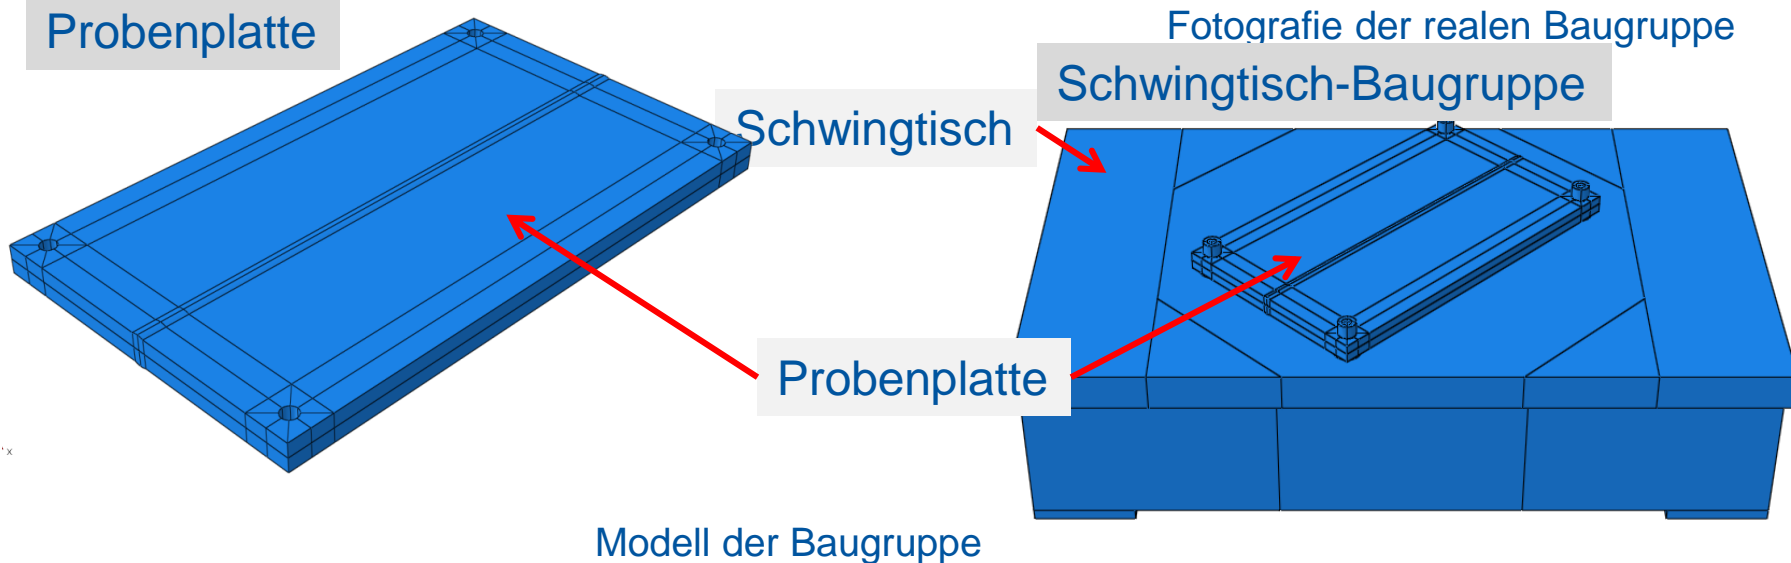 Probenplatte
Fotografie der realen Baugruppe
Schwingtisch-Baugruppe
Schwingtisch
Probenplatte
x
Modell der Baugruppe